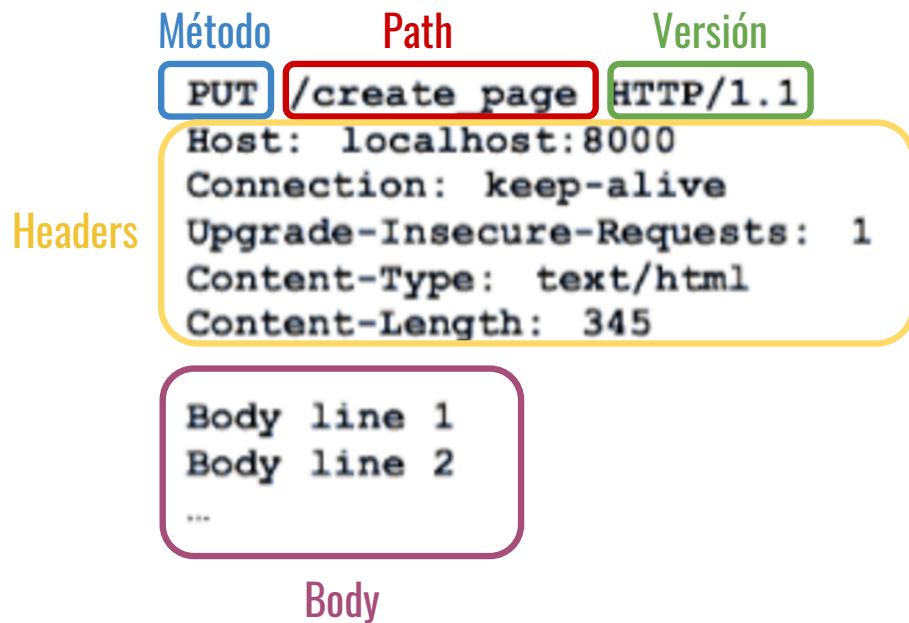 Método Path Versión
PUT /create_page HTTP/1.1
Host: localhost:8000
Connection: keep-alive
Headers
Upgrade-Insecure-Requests: 1
Content-Type: text/html
Content-Length: 345
Body line 1
Body line 2
...
Body